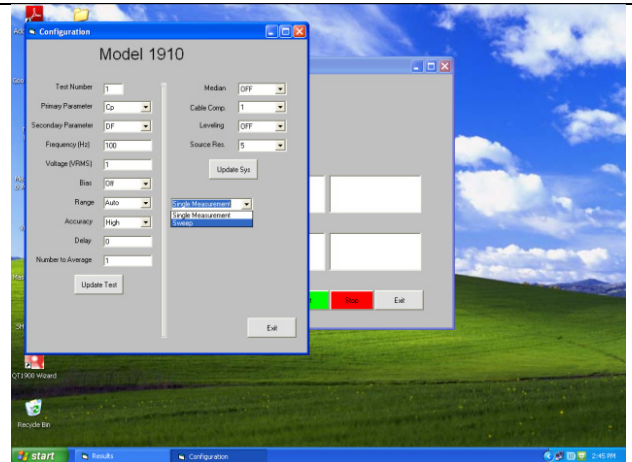 Configuration
Model 1910
Test Number 1
Primary Parameter Cp
Secondary Parameter DF
Frequency (Hz) 100
Voltage (VRMS) 1
Bias Off
Range Auto
Accuracy High
Delay 0
Number to Average 1
Update Test
Median OFF
Cable Comp. 1
Leveling OFF
Source Res. 5
Update Sys
Single Measurement
Single Measurement
Sweep
Exit
Stop
Exit
QT1900 Wizard
Recycle Bin
start
Results
Configuration
2:45 PM